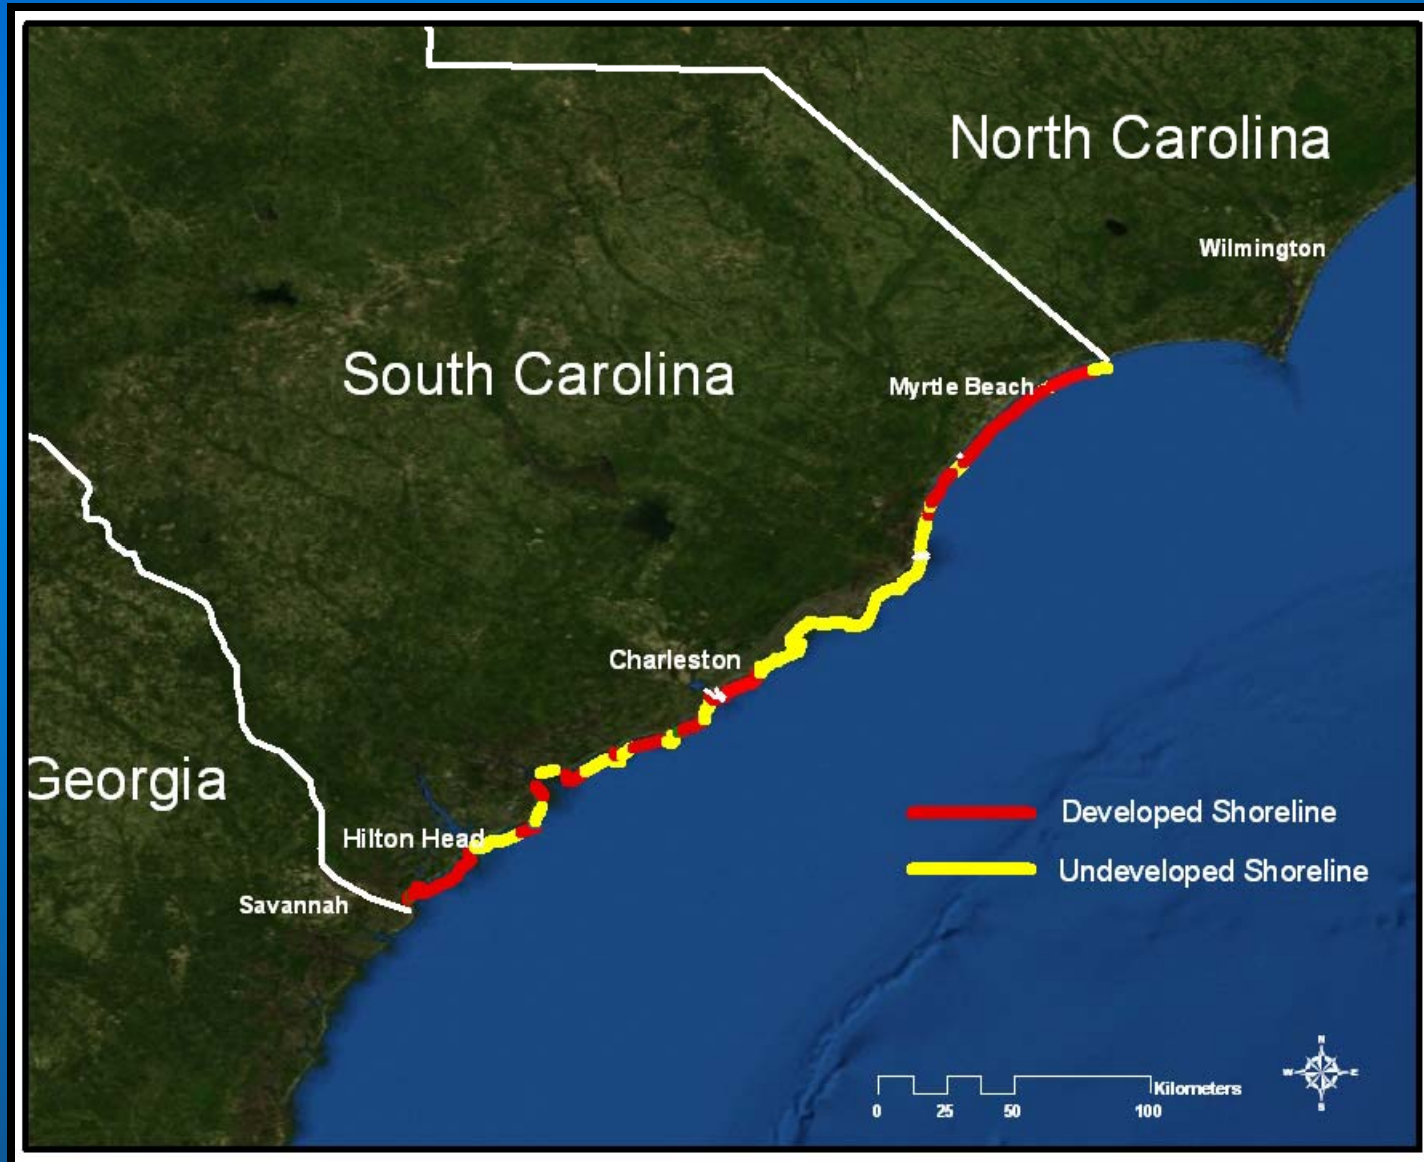 North Carolina
Wilmington
South Carolina
Myrtle Beach
Charleston
Georgia
Hilton Head
Savannah
Developed Shoreline
Undeveloped Shoreline
Kilometers
0 25 50 100
N
W E
S